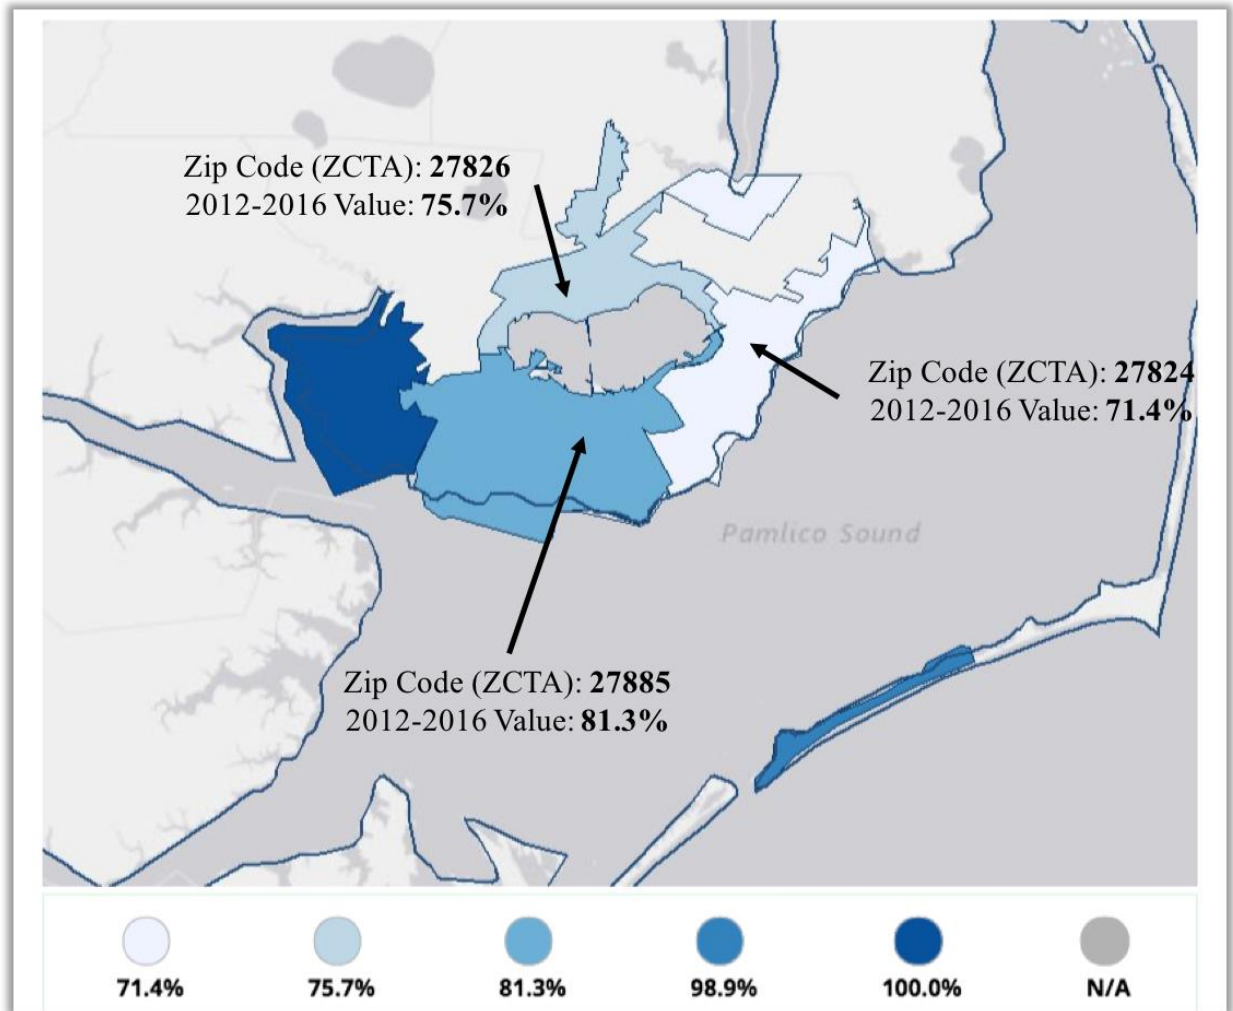 Zip Code (ZCTA): 27826
2012-2016 Value: 75.7%
Zip Code (ZCTA): 27824
2012-2016 Value: 71.4%
Pamlico Sound
Zip Code (ZCTA): 27885
2012-2016 Value: 81.3%
71.4%
75.7%
81.3%
98.9%
100.0%
N/A